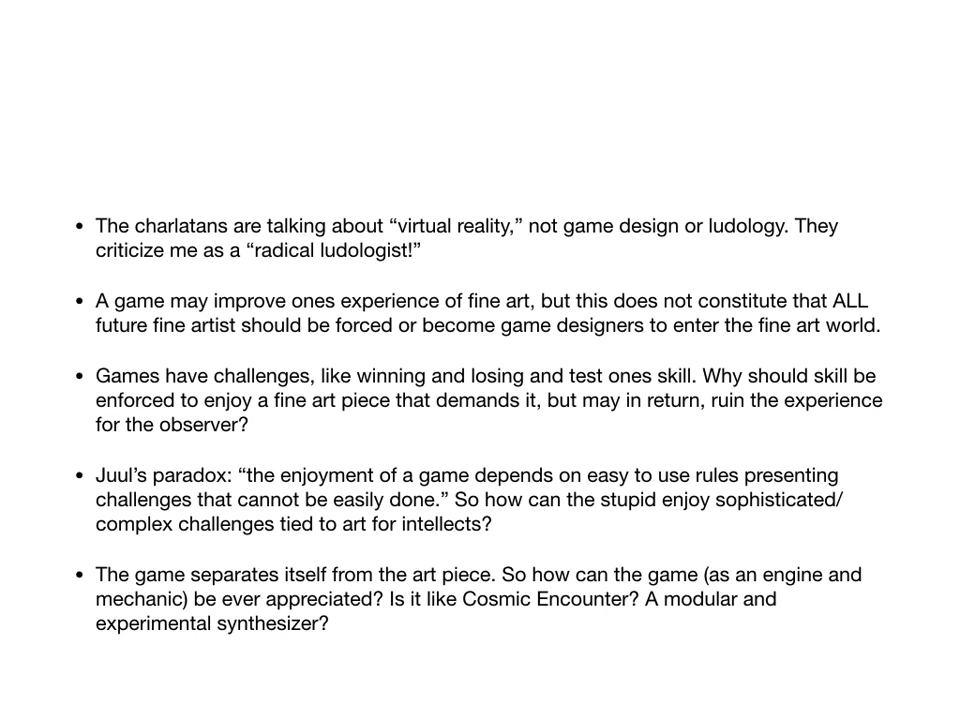 • The charlatans are talking about “virtual reality,” not game design or ludology. They
criticize me as a “radical ludologist!”
• A game may improve ones experience of fine art, but this does not constitute that ALL
future fine artist should be forced or become game designers to enter the fine art world.
• Games have challenges, like winning and losing and test ones skill. Why should skill be
enforced to enjoy a fine art piece that demands it, but may in return, ruin the experience
for the observer?
• Juul’s paradox: “the enjoyment of a game depends on easy to use rules presenting
challenges that cannot be easily done.” So how can the stupid enjoy sophisticated/
complex challenges tied to art for intellects?
• The game separates itself from the art piece. So how can the game (as an engine and
mechanic) be ever appreciated? Is it like Cosmic Encounter? A modular and
experimental synthesizer?